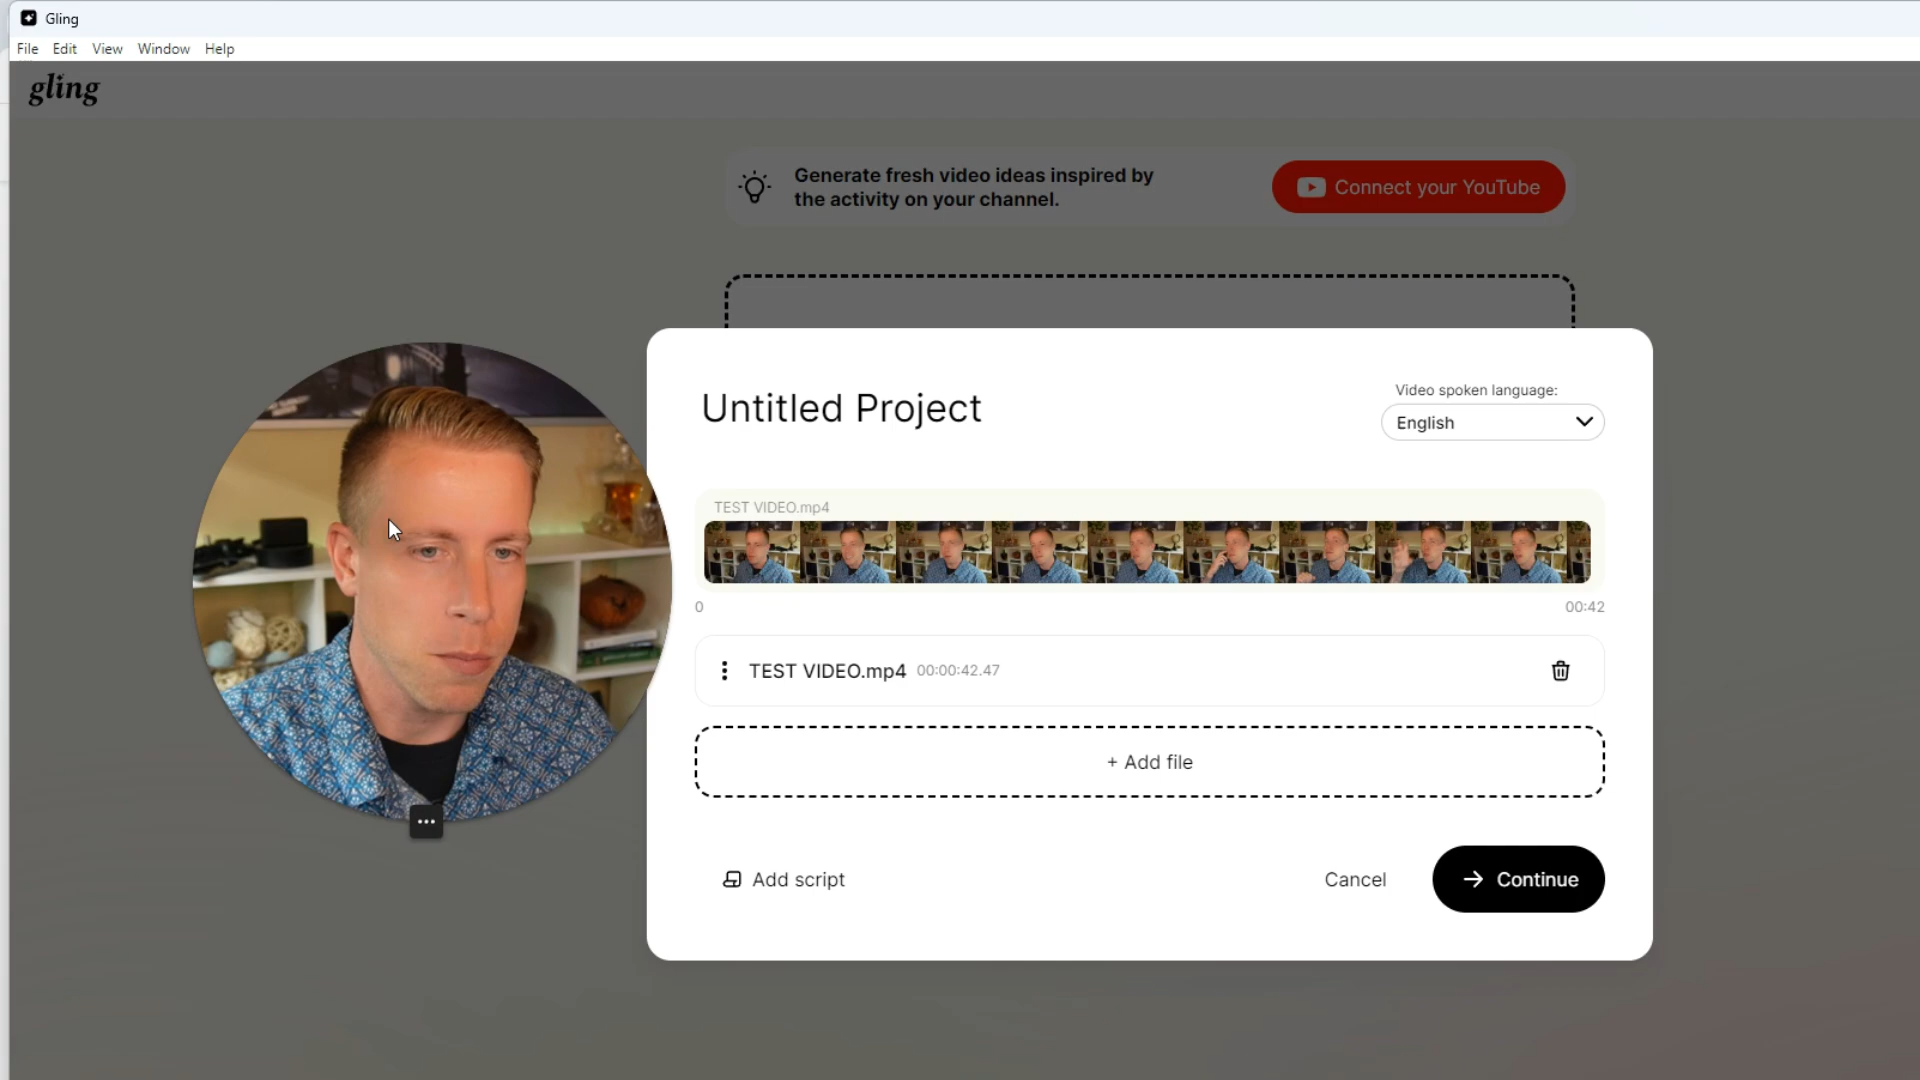 Gling
File Edit View Window Help
gling
Generate fresh video ideas inspired by
the activity on your channel.
Connect your YouTube
Untitled Project
Video spoken language:
English
TEST VIDEO.mp4
0 00:42
TEST VIDEO.mp4 00:00:42.47
+ Add file
Add script
Cancel
Continue